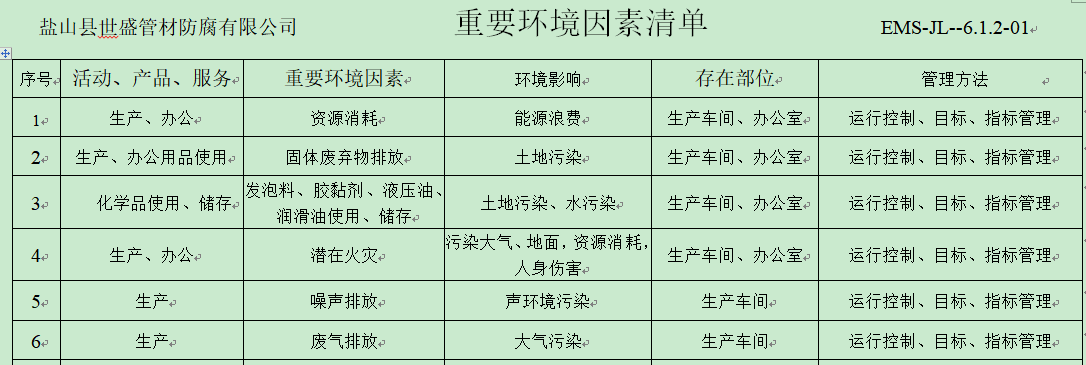 盐山县世盛管材防腐有限公司 重要环境因素清单 EMS-JL--6.1.2-01
序号 活动、产品、服务 重要环境因素 环境影响 存在部位 管理方法
1 生产、办公 资源消耗 能源浪费 生产车间、办公室 运行控制、目标、指标管理
2 生产、办公用品使用 固体废弃物排放 土地污染 生产车间、办公室 运行控制、目标、指标管理
3 化学品使用、储存 发泡料、胶黏剂、液压油、 土地污染、水污染 生产车间、办公室 运行控制、目标、指标管理
润滑油使用、储存
4 生产、办公 潜在火灾 污染大气、地面，资源消耗， 生产车间、办公室 运行控制、目标、指标管理
人身伤害
5 生产 噪声排放 声环境污染 生产车间 运行控制、目标、指标管理
6 生产 废气排放 大气污染 生产车间 运行控制、目标、指标管理